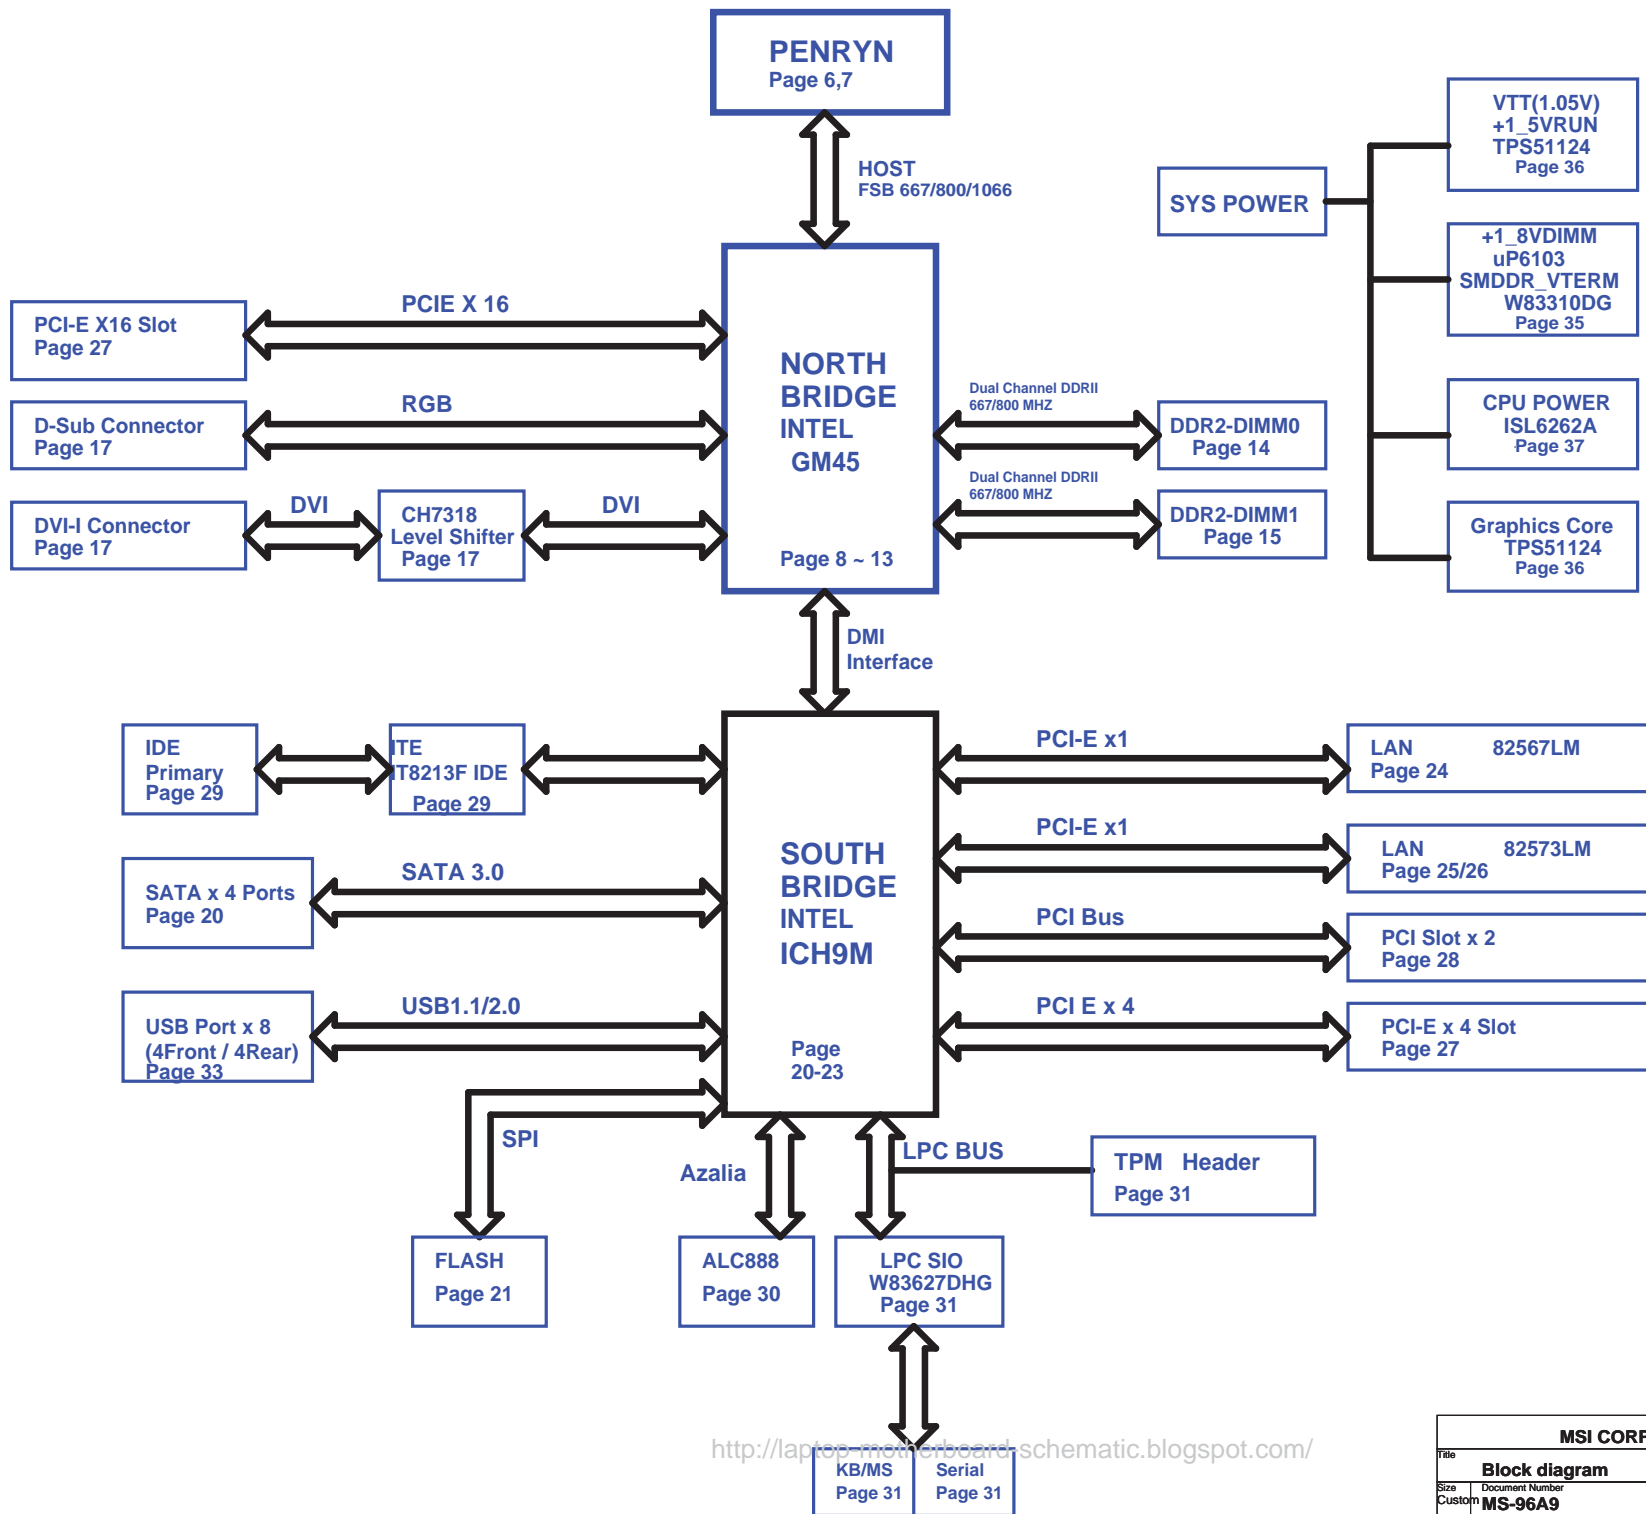 PENRYN
Page 6,7
HOST
FSB 667/800/1066
SYS POWER
VTT(1.05V)
+1_5VRUN
TPS51124
Page 36
+1_8VDIMM
uP6103
SMDDR_VTERM
W83310DG
Page 35
CPU POWER
ISL6262A
Page 37
Graphics Core
TPS51124
Page 36
PCI-E X16 Slot
Page 27
PCIE X 16
D-Sub Connector
Page 17
RGB
DVI-I Connector
Page 17
DVI
CH7318
Level Shifter
Page 17
DVI
NORTH
BRIDGE
INTEL
GM45
Page 8 ~ 13
Dual Channel DDRII
667/800 MHZ
DDR2-DIMM0
Page 14
Dual Channel DDRII
667/800 MHZ
DDR2-DIMM1
Page 15
DMI
Interface
IDE
Primary
Page 29
ITE
IT8213F IDE
Page 29
SATA x 4 Ports
Page 20
SATA 3.0
USB Port x 8
(4Front / 4Rear)
Page 33
USB1.1/2.0
SOUTH
BRIDGE
INTEL
ICH9M
Page
20-23
PCI-E x1
LAN 82567LM
Page 24
PCI-E x1
LAN 82573LM
Page 25/26
PCI Bus
PCI Slot x 2
Page 28
PCI E x 4
PCI-E x 4 Slot
Page 27
SPI
Azalia
LPC BUS
TPM Header
Page 31
FLASH
Page 21
ALC888
Page 30
LPC SIO
W83627DHG
Page 31
http://laptop-motherboard-schematic.blogspot.com/
KB/MS
Page 31
Serial
Page 31
MSI CORP
Title
Block diagram
Size
Custom
Document Number
MS-96A9